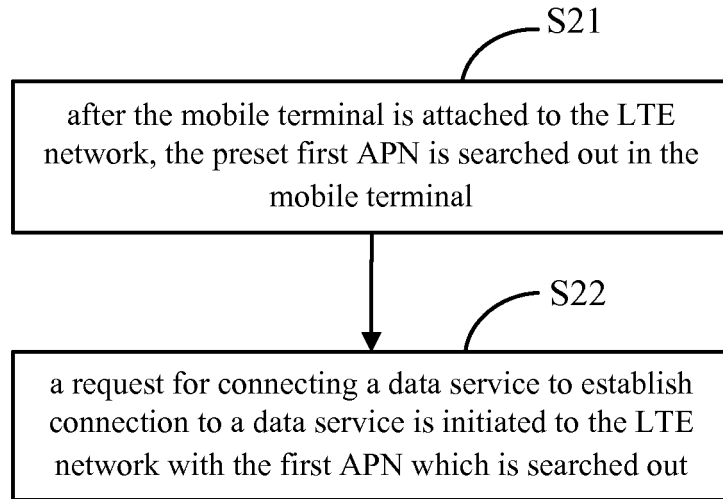 S21
after the mobile terminal is attached to the LTE
network, the preset first APN is searched out in the
mobile terminal
S22
a request for connecting a data service to establish
connection to a data service is initiated to the LTE
network with the first APN which is searched out